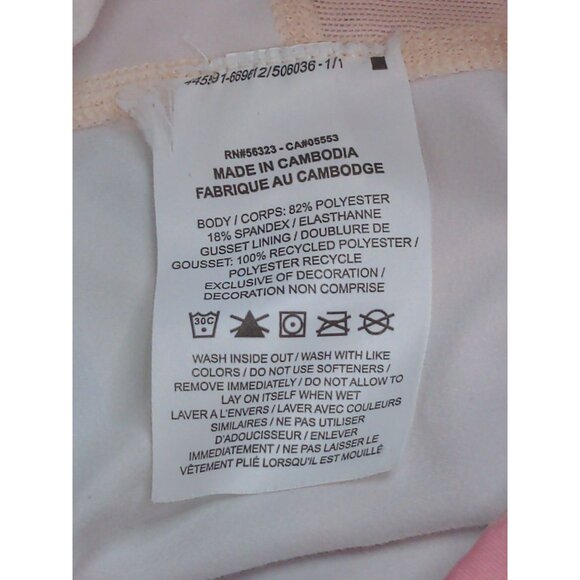 /506036-1/1
RN#56323 - CA#05553
MADE IN CAMBODIA
FABRIQUE AU CAMBODGE
BODY / CORPS: 82% POLYESTER
18% SPANDEX / ELASTHANNE
GUSSET LINING / DOUBLURE DE
GOUSSET: 100% RECYCLED POLYESTER /
POLYESTER RECYCLE
EXCLUSIVE OF DECORATION /
DECORATION NON COMPRISE
30C
WASH INSIDE OUT / WASH WITH LIKE
COLORS / DO NOT USE SOFTENERS /
REMOVE IMMEDIATELY / DO NOT ALLOW TO
LAY ON ITSELF WHEN WET
LAVER A L'ENVERS / LAVER AVEC COULEURS
SIMILAIRES / NE PAS UTILISER
D'ADOUCISSEUR / ENLEVER
IMMEDIATEMENT / NE PAS LAISSER LE
VÊTEMENT PLIÉ LORSQU'IL EST MOUILLÉ